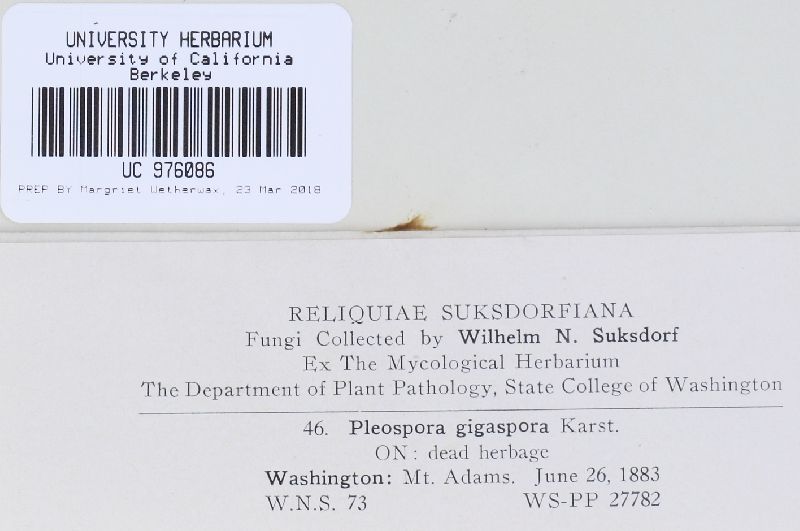 UNIVERSITY HERBARIUM
University of California
Berkeley
UC 976086
PREP BY Margriet Wetherwax, 23 Mar 2018
RELIQUIAE SUKSDORFIANA
Fungi Collected by Wilhelm N. Suksdorf
Ex The Mycological Herbarium
The Department of Plant Pathology, State College of Washington
46. Pleospora gigaspora Karst.
ON: dead herbage
Washington: Mt. Adams. June 26, 1883
W.N.S. 73 WS-PP 27782